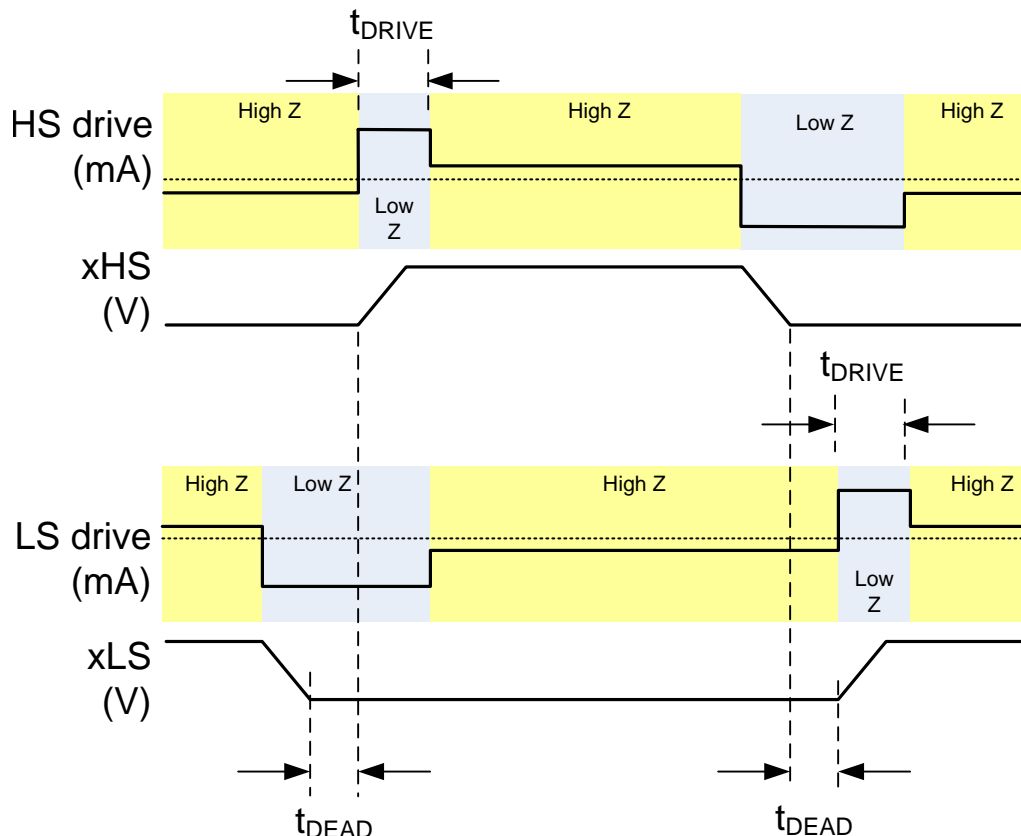 tDRIVE
High Z
High Z
Low Z
High Z
HS drive
(mA)
Low
Z
xHS
(V)
tDRIVE
High Z
Low Z
High Z
High Z
LS drive
(mA)
Low
Z
xLS
(V)
tDEAD
tDEAD